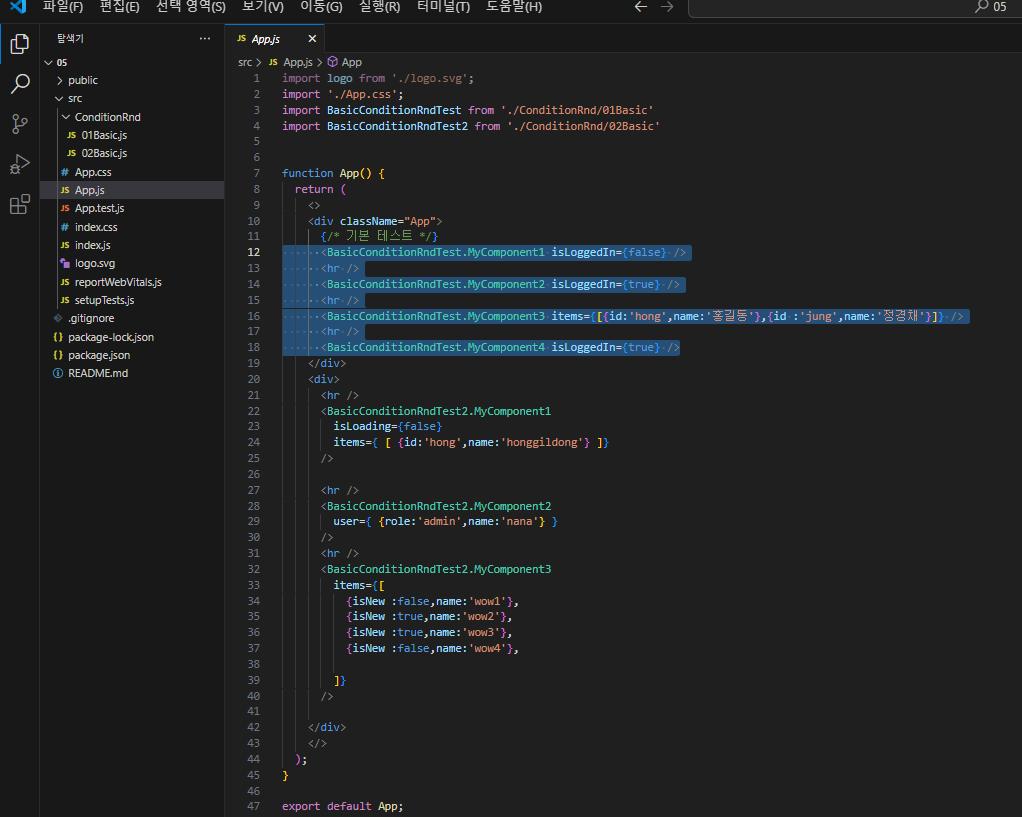 파일(F) 편집(E) 선택 영역(S) 보기(V) 이동(G) 실행(R) 터미널(T) 도움말(H) 05
탐색기 ···
05
public
src
ConditionRnd
JS 01Basic.js
JS 02Basic.js
# App.css
JS App.js
JS App.test.js
# index.css
JS index.js
logo.svg
JS reportWebVitals.js
JS setupTests.js
.gitignore
{} package-lock.json
{} package.json
README.md
JS App.js ×
src > JS App.js > App
1 import logo from './logo.svg';
2 import './App.css';
3 import BasicConditionRndTest from './ConditionRnd/01Basic'
4 import BasicConditionRndTest2 from './ConditionRnd/02Basic'
5
6
7 function App() {
8 return (
9 <>
10 <div className="App">
11 {/* 기본 테스트 */}
12 <BasicConditionRndTest.MyComponent1 isLoggedIn={false} />
13 <hr />
14 <BasicConditionRndTest.MyComponent2 isLoggedIn={true} />
15 <hr />
16 <BasicConditionRndTest.MyComponent3 items={[{id:'hong',name:'홍길동'},{id :'jung',name:'정경채'}]} />
17 <hr />
18 <BasicConditionRndTest.MyComponent4 isLoggedIn={true} />
19 </div>
20 <div>
21 <hr />
22 <BasicConditionRndTest2.MyComponent1
23 isLoading={false}
24 items={ [ {id:'hong',name:'honggildong'} ]}
25 />
26
27 <hr />
28 <BasicConditionRndTest2.MyComponent2
29 user={ {role:'admin',name:'nana'} }
30 />
31 <hr />
32 <BasicConditionRndTest2.MyComponent3
33 items={[
34 {isNew :false,name:'wow1'},
35 {isNew :true,name:'wow2'},
36 {isNew :true,name:'wow3'},
37 {isNew :false,name:'wow4'},
38
39 ]}
40 />
41
42 </div>
43 </>
44 );
45 }
46
47 export default App;